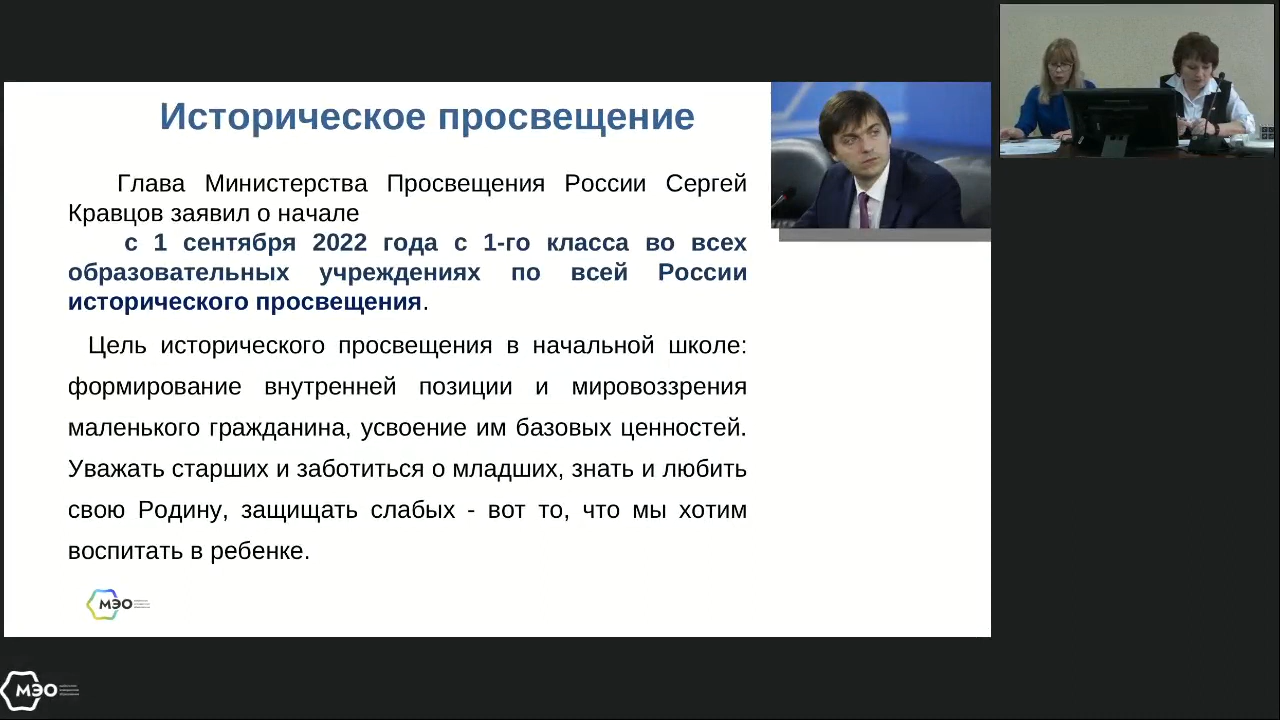 Историческое просвещение
Глава Министерства Просвещения России Сергей
Кравцов заявил о начале
с 1 сентября 2022 года с 1-го класса во всех
образовательных учреждениях по всей России
исторического просвещения.
Цель исторического просвещения в начальной школе:
формирование внутренней позиции и мировоззрения
маленького гражданина, усвоение им базовых ценностей.
Уважать старших и заботиться о младших, знать и любить
свою Родину, защищать слабых - вот то, что мы хотим
воспитать в ребенке.
МЭО
МЭО